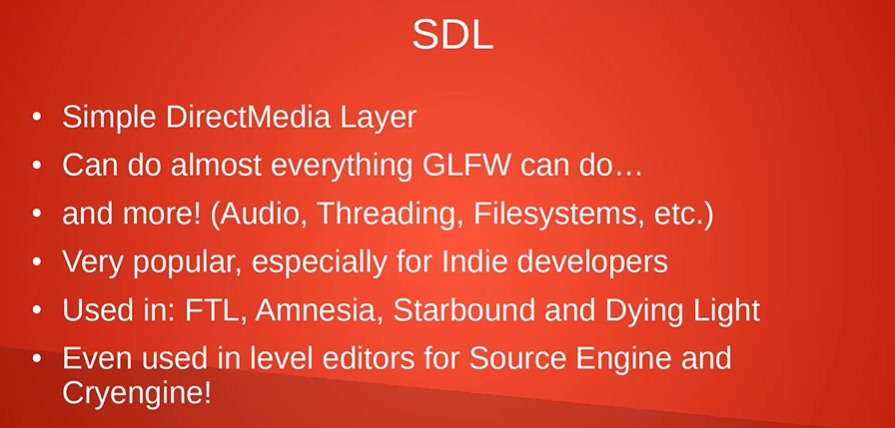 SDL
• Simple DirectMedia Layer
• Can do almost everything GLFW can do…
• and more! (Audio, Threading, Filesystems, etc.)
• Very popular, especially for Indie developers
• Used in: FTL, Amnesia, Starbound and Dying Light
• Even used in level editors for Source Engine and
Cryengine!